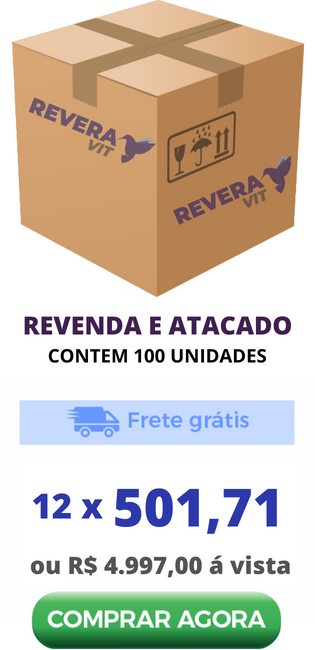 REVERA
VIT
REVERA
VIT
REVENDA E ATACADO
CONTEM 100 UNIDADES
Frete grátis
12 x 501,71
ou R$ 4.997,00 á vista
COMPRAR AGORA